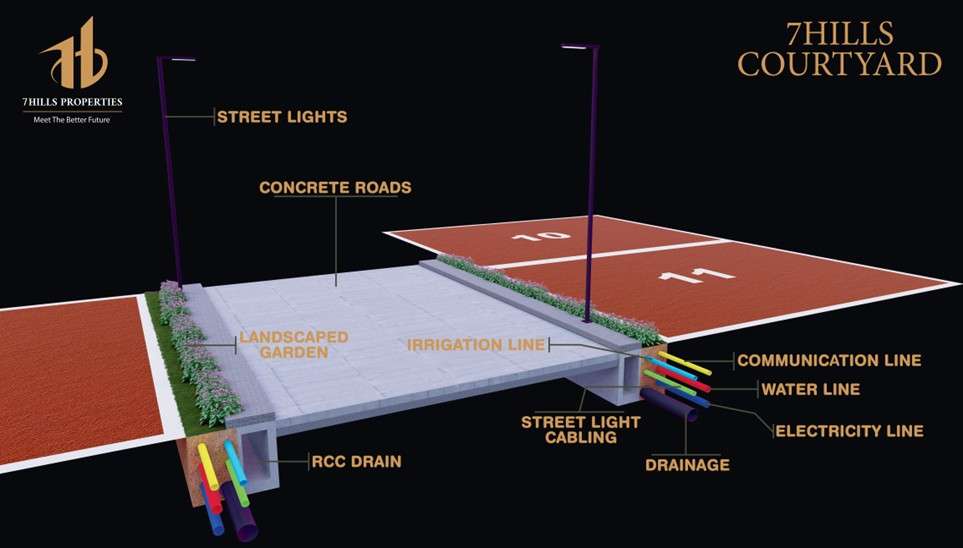 7HILLS PROPERTIES
Meet The Better Future
7HILLS
COURTYARD
STREET LIGHTS
CONCRETE ROADS
10
11
LANDSCAPED
GARDEN
IRRIGATION LINE
COMMUNICATION LINE
WATER LINE
STREET LIGHT
CABLING
ELECTRICITY LINE
RCC DRAIN
DRAINAGE